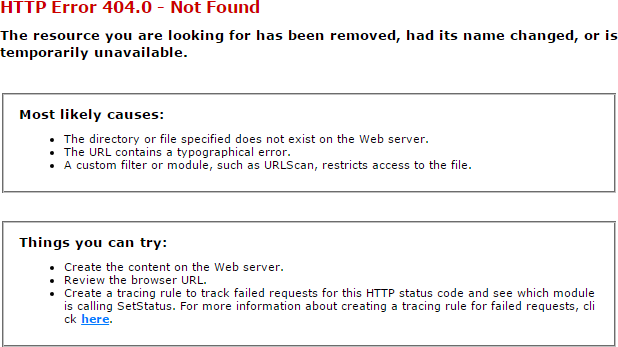 HTTP Error 404.0 - Not Found
The resource you are looking for has been removed, had its name changed, or is
temporarily unavailable.
Most likely causes:
• The directory or file specified does not exist on the Web server.
• The URL contains a typographical error.
• A custom filter or module, such as URLScan, restricts access to the file.
Things you can try:
• Create the content on the Web server.
• Review the browser URL.
• Create a tracing rule to track failed requests for this HTTP status code and see which module
is calling SetStatus. For more information about creating a tracing rule for failed requests, cli
ck here.